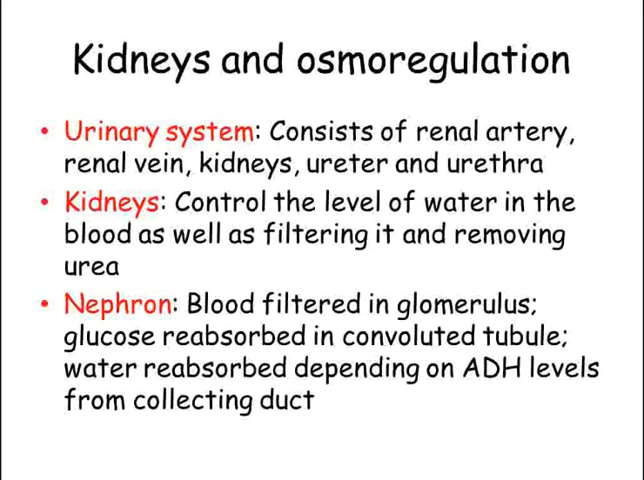 Kidneys and osmoregulation
• Urinary system: Consists of renal artery,
renal vein, kidneys, ureter and urethra
• Kidneys: Control the level of water in the
blood as well as filtering it and removing
urea
• Nephron: Blood filtered in glomerulus;
glucose reabsorbed in convoluted tubule;
water reabsorbed depending on ADH levels
from collecting duct